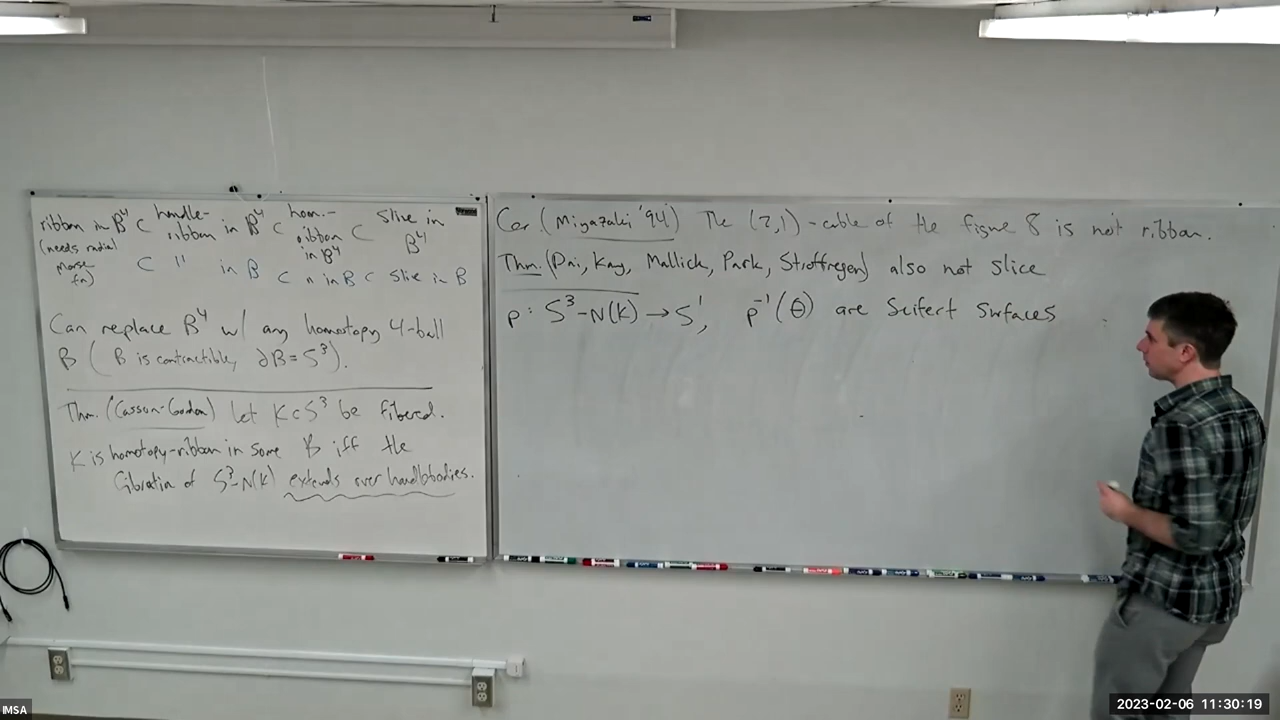 ribbon in B⁴ ⊂ handle-ribbon in B⁴ ⊂ hom.-ribbon in B⁴ ⊂ slice in B⁴
(needs radial morse fn)
⊂ " in B ⊂ " in B ⊂ slice in B
Can replace B⁴ w/ any homotopy 4-ball
B (B is contractible, ∂B = S³).
Thm. (Casson-Gordon) Let K⊂S³ be fibered.
K is homotopy-ribbon in some B iff the
fibration of S³-N(K) extends over handlebodies.
Cor (Miyazaki '94) The (2,1)-cable of the figure 8 is not ribbon.
Thm. (Dai, Kang, Mallick, Park, Stoffregen) also not slice
p: S³-N(K) → S¹, p⁻¹(θ) are Seifert surfaces
IMSA
2023-02-06 11:30:19